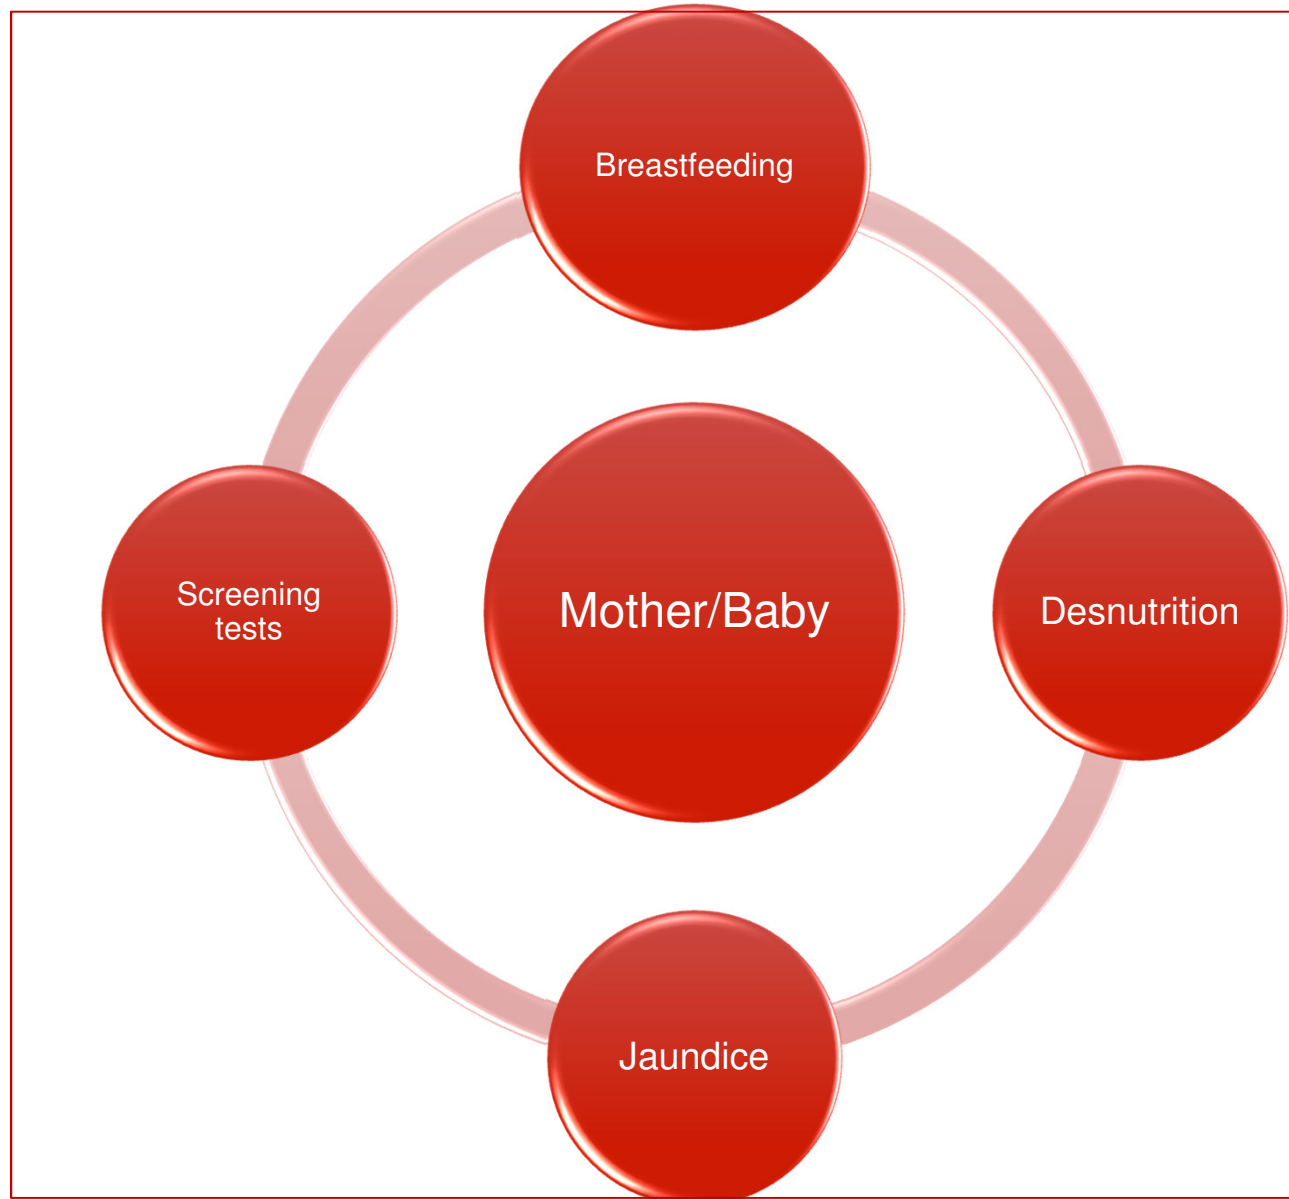 Breastfeeding
Screening
tests
Mother/Baby
Desnutrition
Jaundice